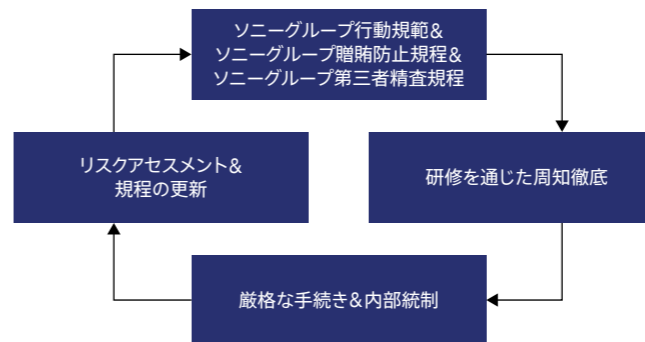 ソニーグループ行動規範&
ソニーグループ贈賄防止規程&
ソニーグループ第三者精査規程
リスクアセスメント&
規程の更新
研修を通じた周知徹底
厳格な手続き&内部統制